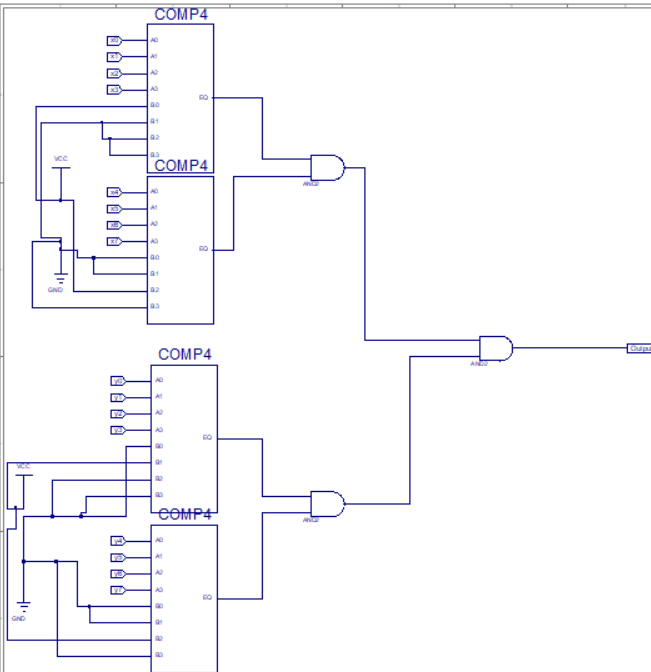 COMP4
x0 A0
x1 A1
x2 A2
x3 A3
B0
EQ
B1
B2
B3
VCC
COMP4
AND2
x4 A0
x5 A1
x6 A2
x7 A3
EQ
B0
B1
GND
B2
B3
Outpu
COMP4
AND2
y0 A0
y1 A1
y2 A2
y3 A3
EQ
B0
B1
VCC
B2
B3
COMP4
AND2
y4 A0
y5 A1
y6 A2
y7 A3
EQ
B0
GND
B1
B2
B3